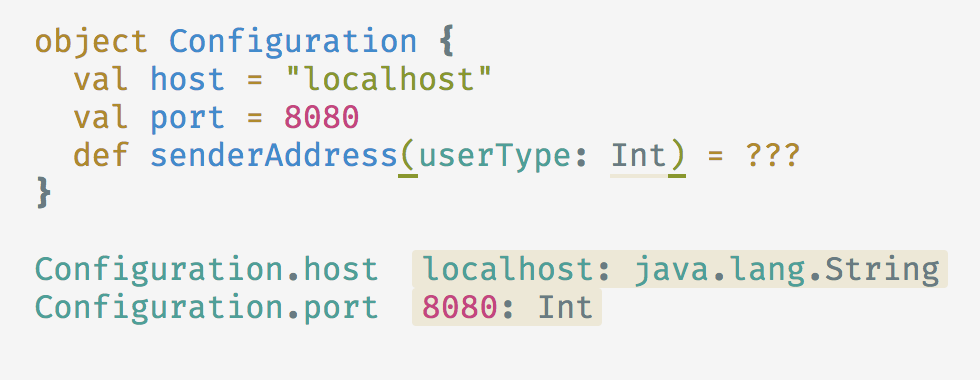 object Configuration {
  val host = "localhost"
  val port = 8080
  def senderAddress(userType: Int) = ???
}
Configuration.host localhost: java.lang.String
Configuration.port 8080: Int